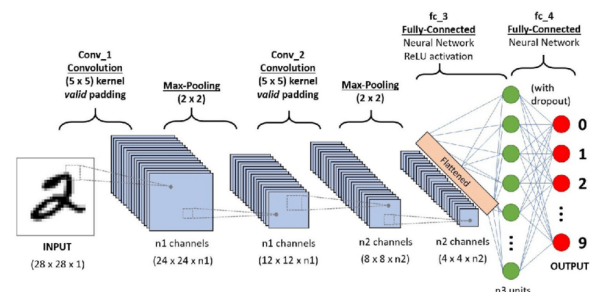 fc_3
Fully-Connected
Neural Network
ReLU activation
fc_4
Fully-Connected
Neural Network
Conv_1
Convolution
(5 x 5) kernel
valid padding
Max-Pooling
(2 x 2)
Conv_2
Convolution
(5 x 5) kernel
valid padding
Max-Pooling
(2 x 2)
(with
dropout)
Flattened
0
1
2
9
2
INPUT
(28 x 28 x 1)
n1 channels
(24 x 24 x n1)
n1 channels
(12 x 12 x n1)
n2 channels
(8 x 8 x n2)
n2 channels
(4 x 4 x n2)
OUTPUT
n3 units